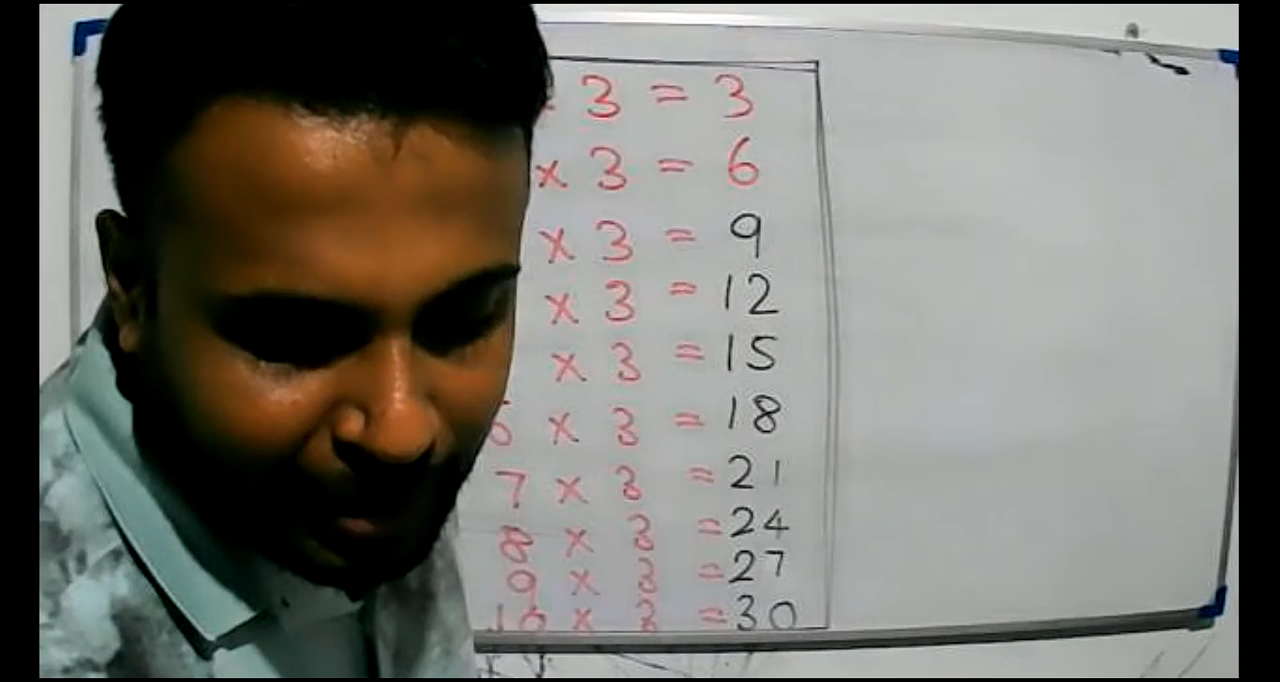 3 = 3
x 3 = 6
x 3 = 9
x 3 = 12
x 3 = 15
x 3 = 18
7 x 3 = 21
8 x 3 = 24
9 x 3 = 27
10 x 3 = 30